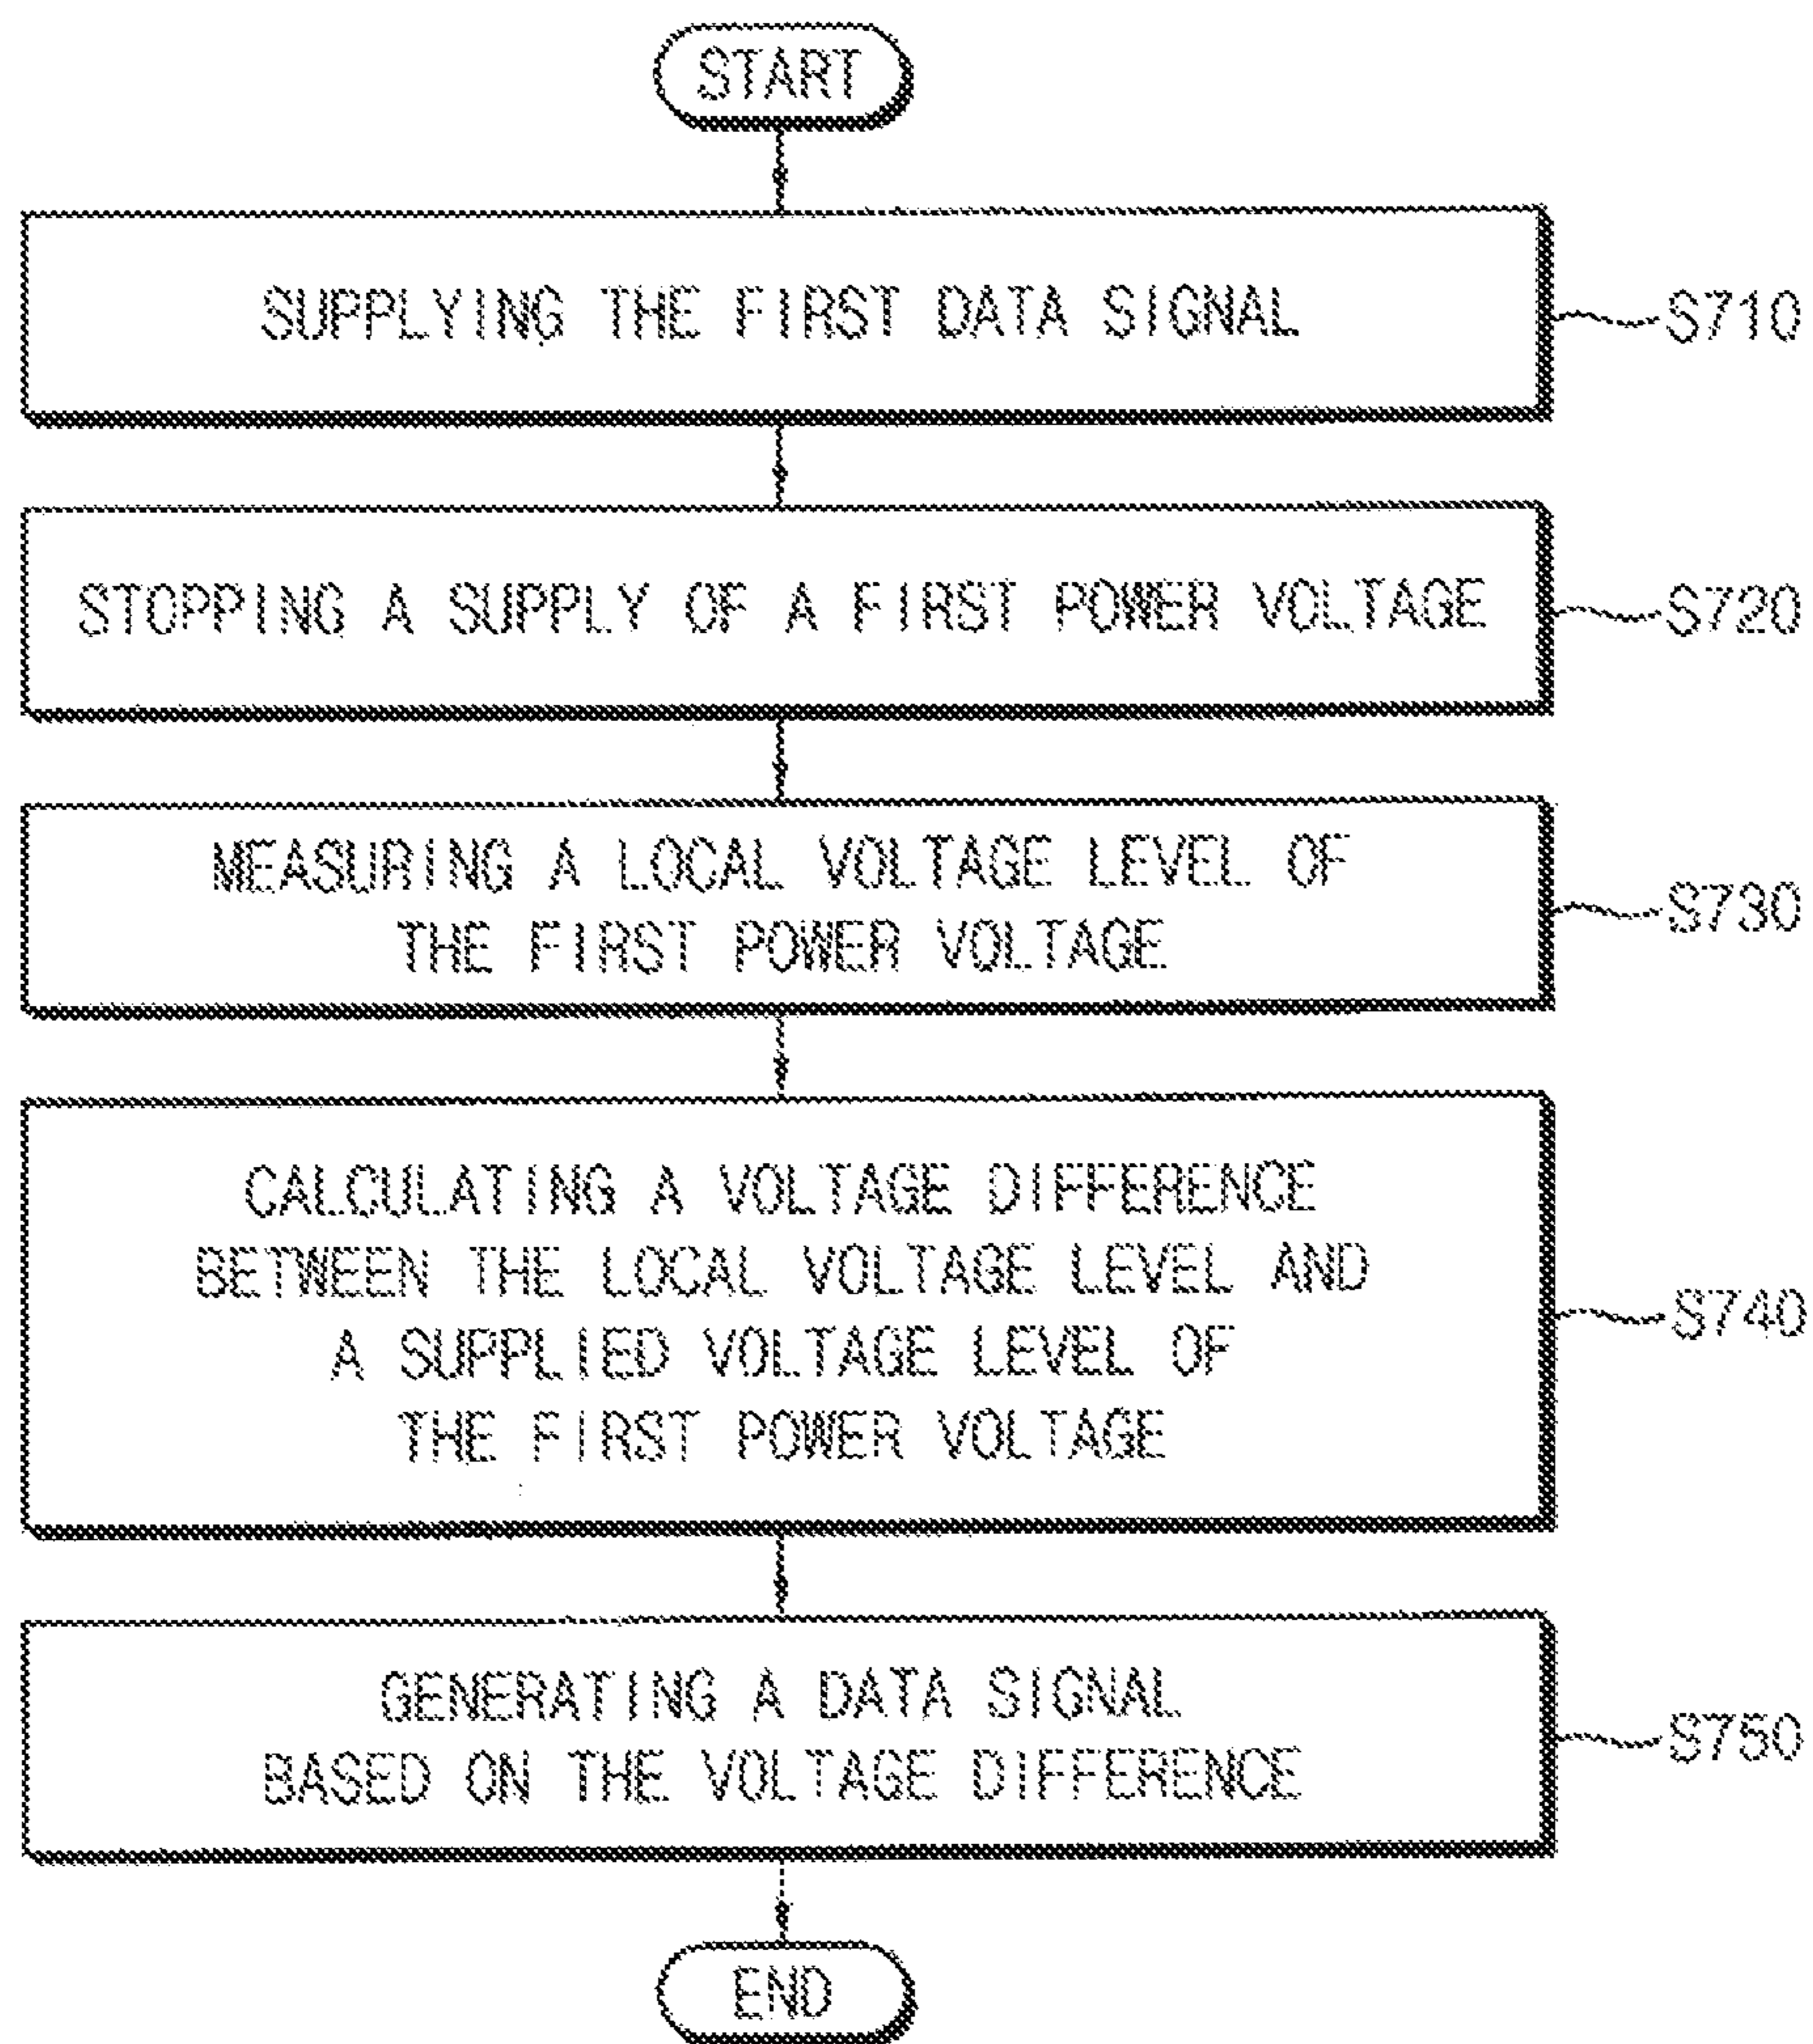 START
SUPPLYING THE FIRST DATA SIGNAL
S710
STOPPING A SUPPLY OF A FIRST POWER VOLTAGE
S720
MEASURING A LOCAL VOLTAGE LEVEL OF
THE FIRST POWER VOLTAGE
S730
CALCULATING A VOLTAGE DIFFERENCE
BETWEEN THE LOCAL VOLTAGE LEVEL AND
A SUPPLIED VOLTAGE LEVEL OF
THE FIRST POWER VOLTAGE
S740
GENERATING A DATA SIGNAL
BASED ON THE VOLTAGE DIFFERENCE
S750
END